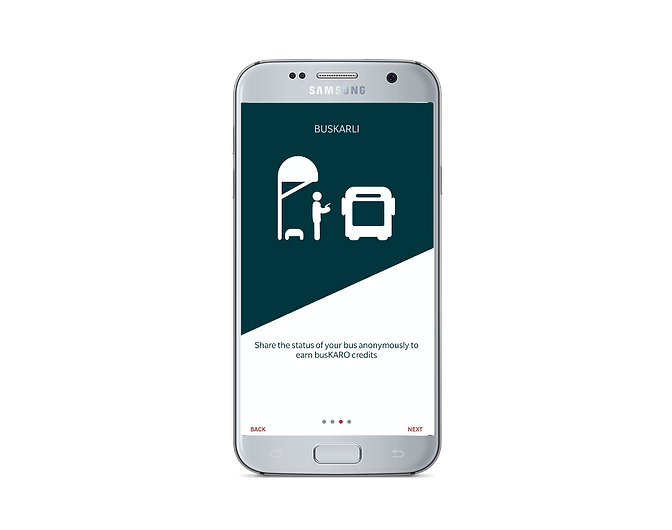 SAMSUNG
BUSKARLI
Share the status of your bus anonymously to
earn busKARO credits
BACK
NEXT